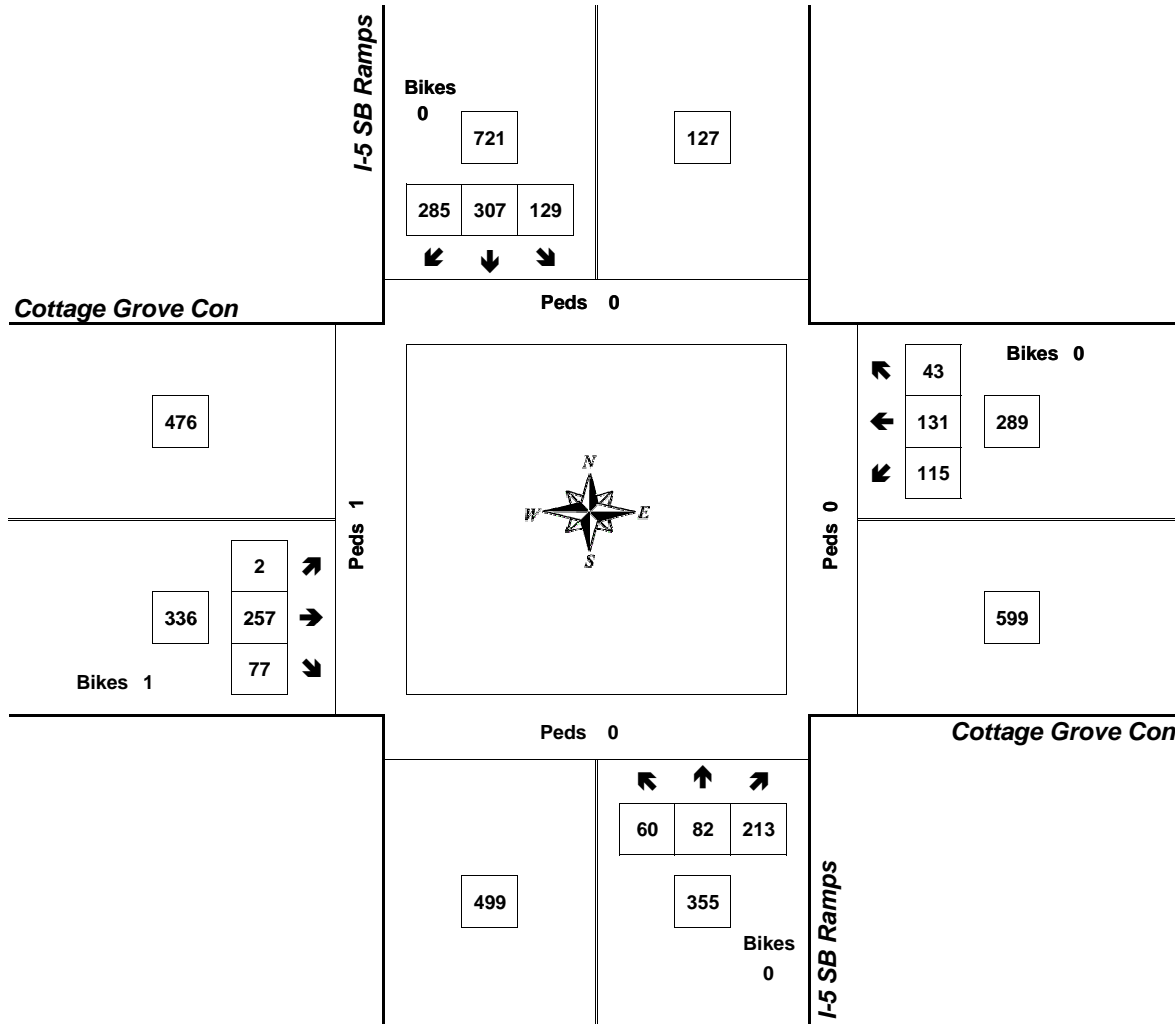 I-5 SB Ramps
Bikes
0
721
127
285 307 129
Peds 0
Cottage Grove Con
Bikes 0
43
476
131
289
115
N
W E
S
Peds 1
Peds 0
2
336
257
599
77
Bikes 1
Peds 0
Cottage Grove Con
60 82 213
499
355
Bikes
0
I-5 SB Ramps